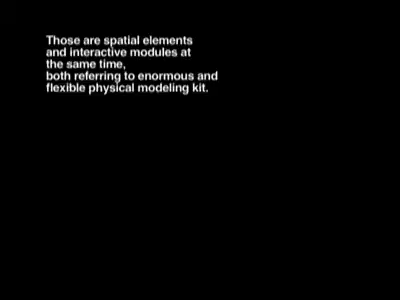 Those are spatial elements
and interactive modules at
the same time,
both referring to enormous and
flexible physical modeling kit.